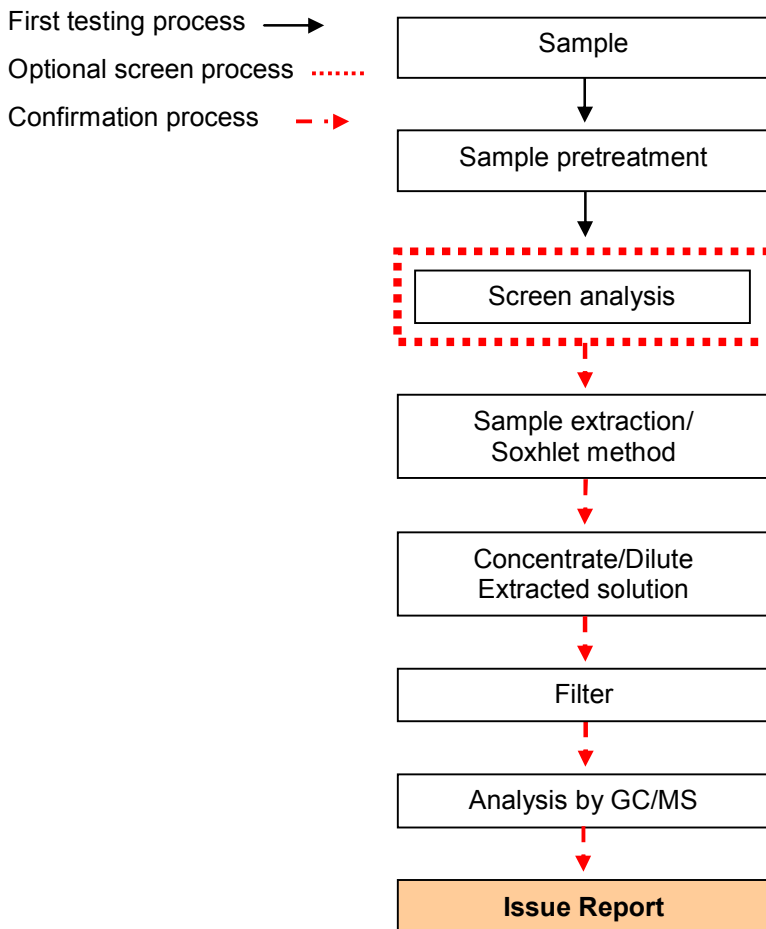 First testing process
Optional screen process
Confirmation process
Sample
Sample pretreatment
Screen analysis
Sample extraction/
Soxhlet method
Concentrate/Dilute
Extracted solution
Filter
Analysis by GC/MS
Issue Report